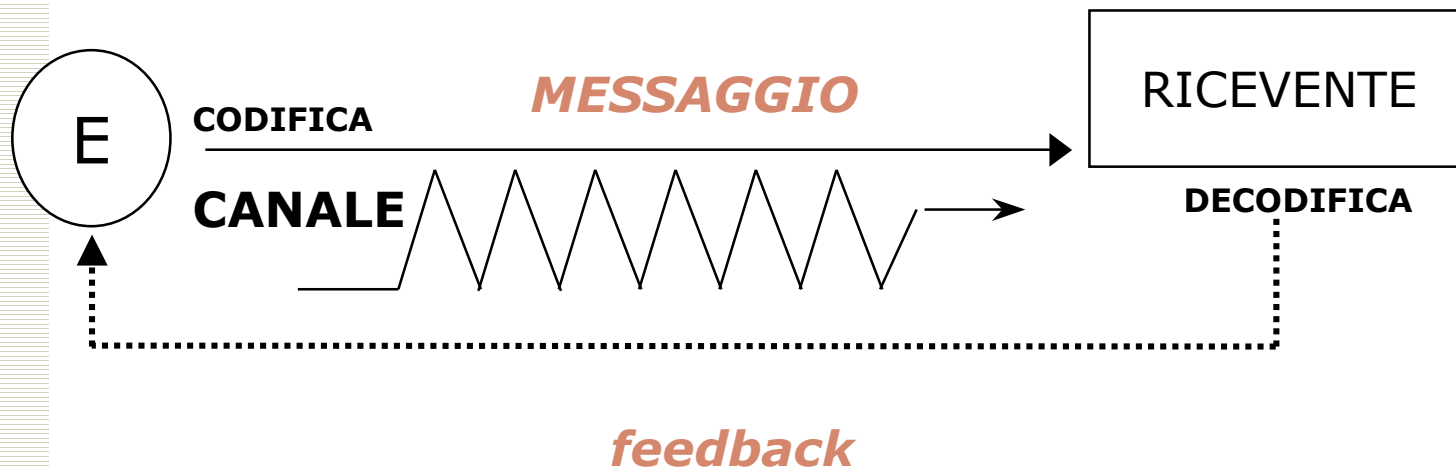 MESSAGGIO
RICEVENTE
E
CODIFICA
CANALE
DECODIFICA
feedback